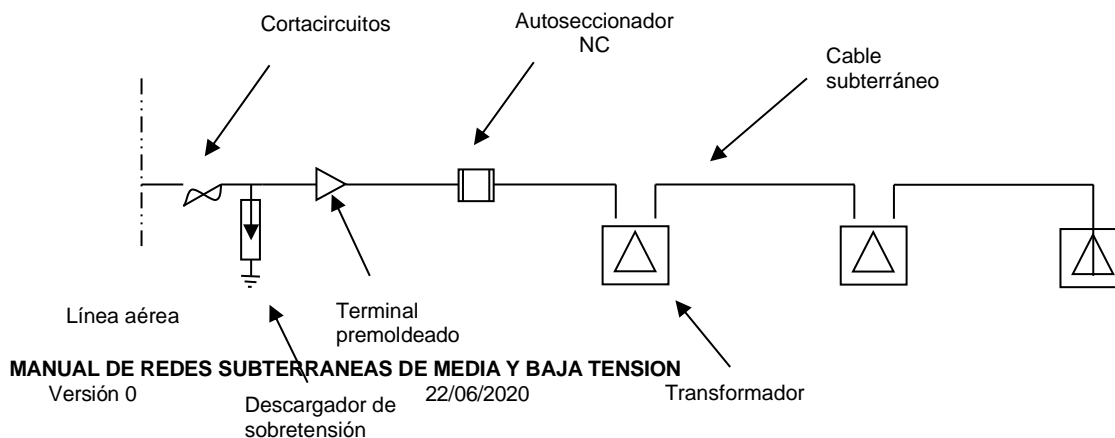 Cortacircuitos
Autoseccionador
NC
Cable
subterráneo
Línea aérea
Terminal
premoldeado
MANUAL DE REDES SUBTERRANEAS DE MEDIA Y BAJA TENSION
Versión 0
22/06/2020
Transformador
Descargador de
sobretensión